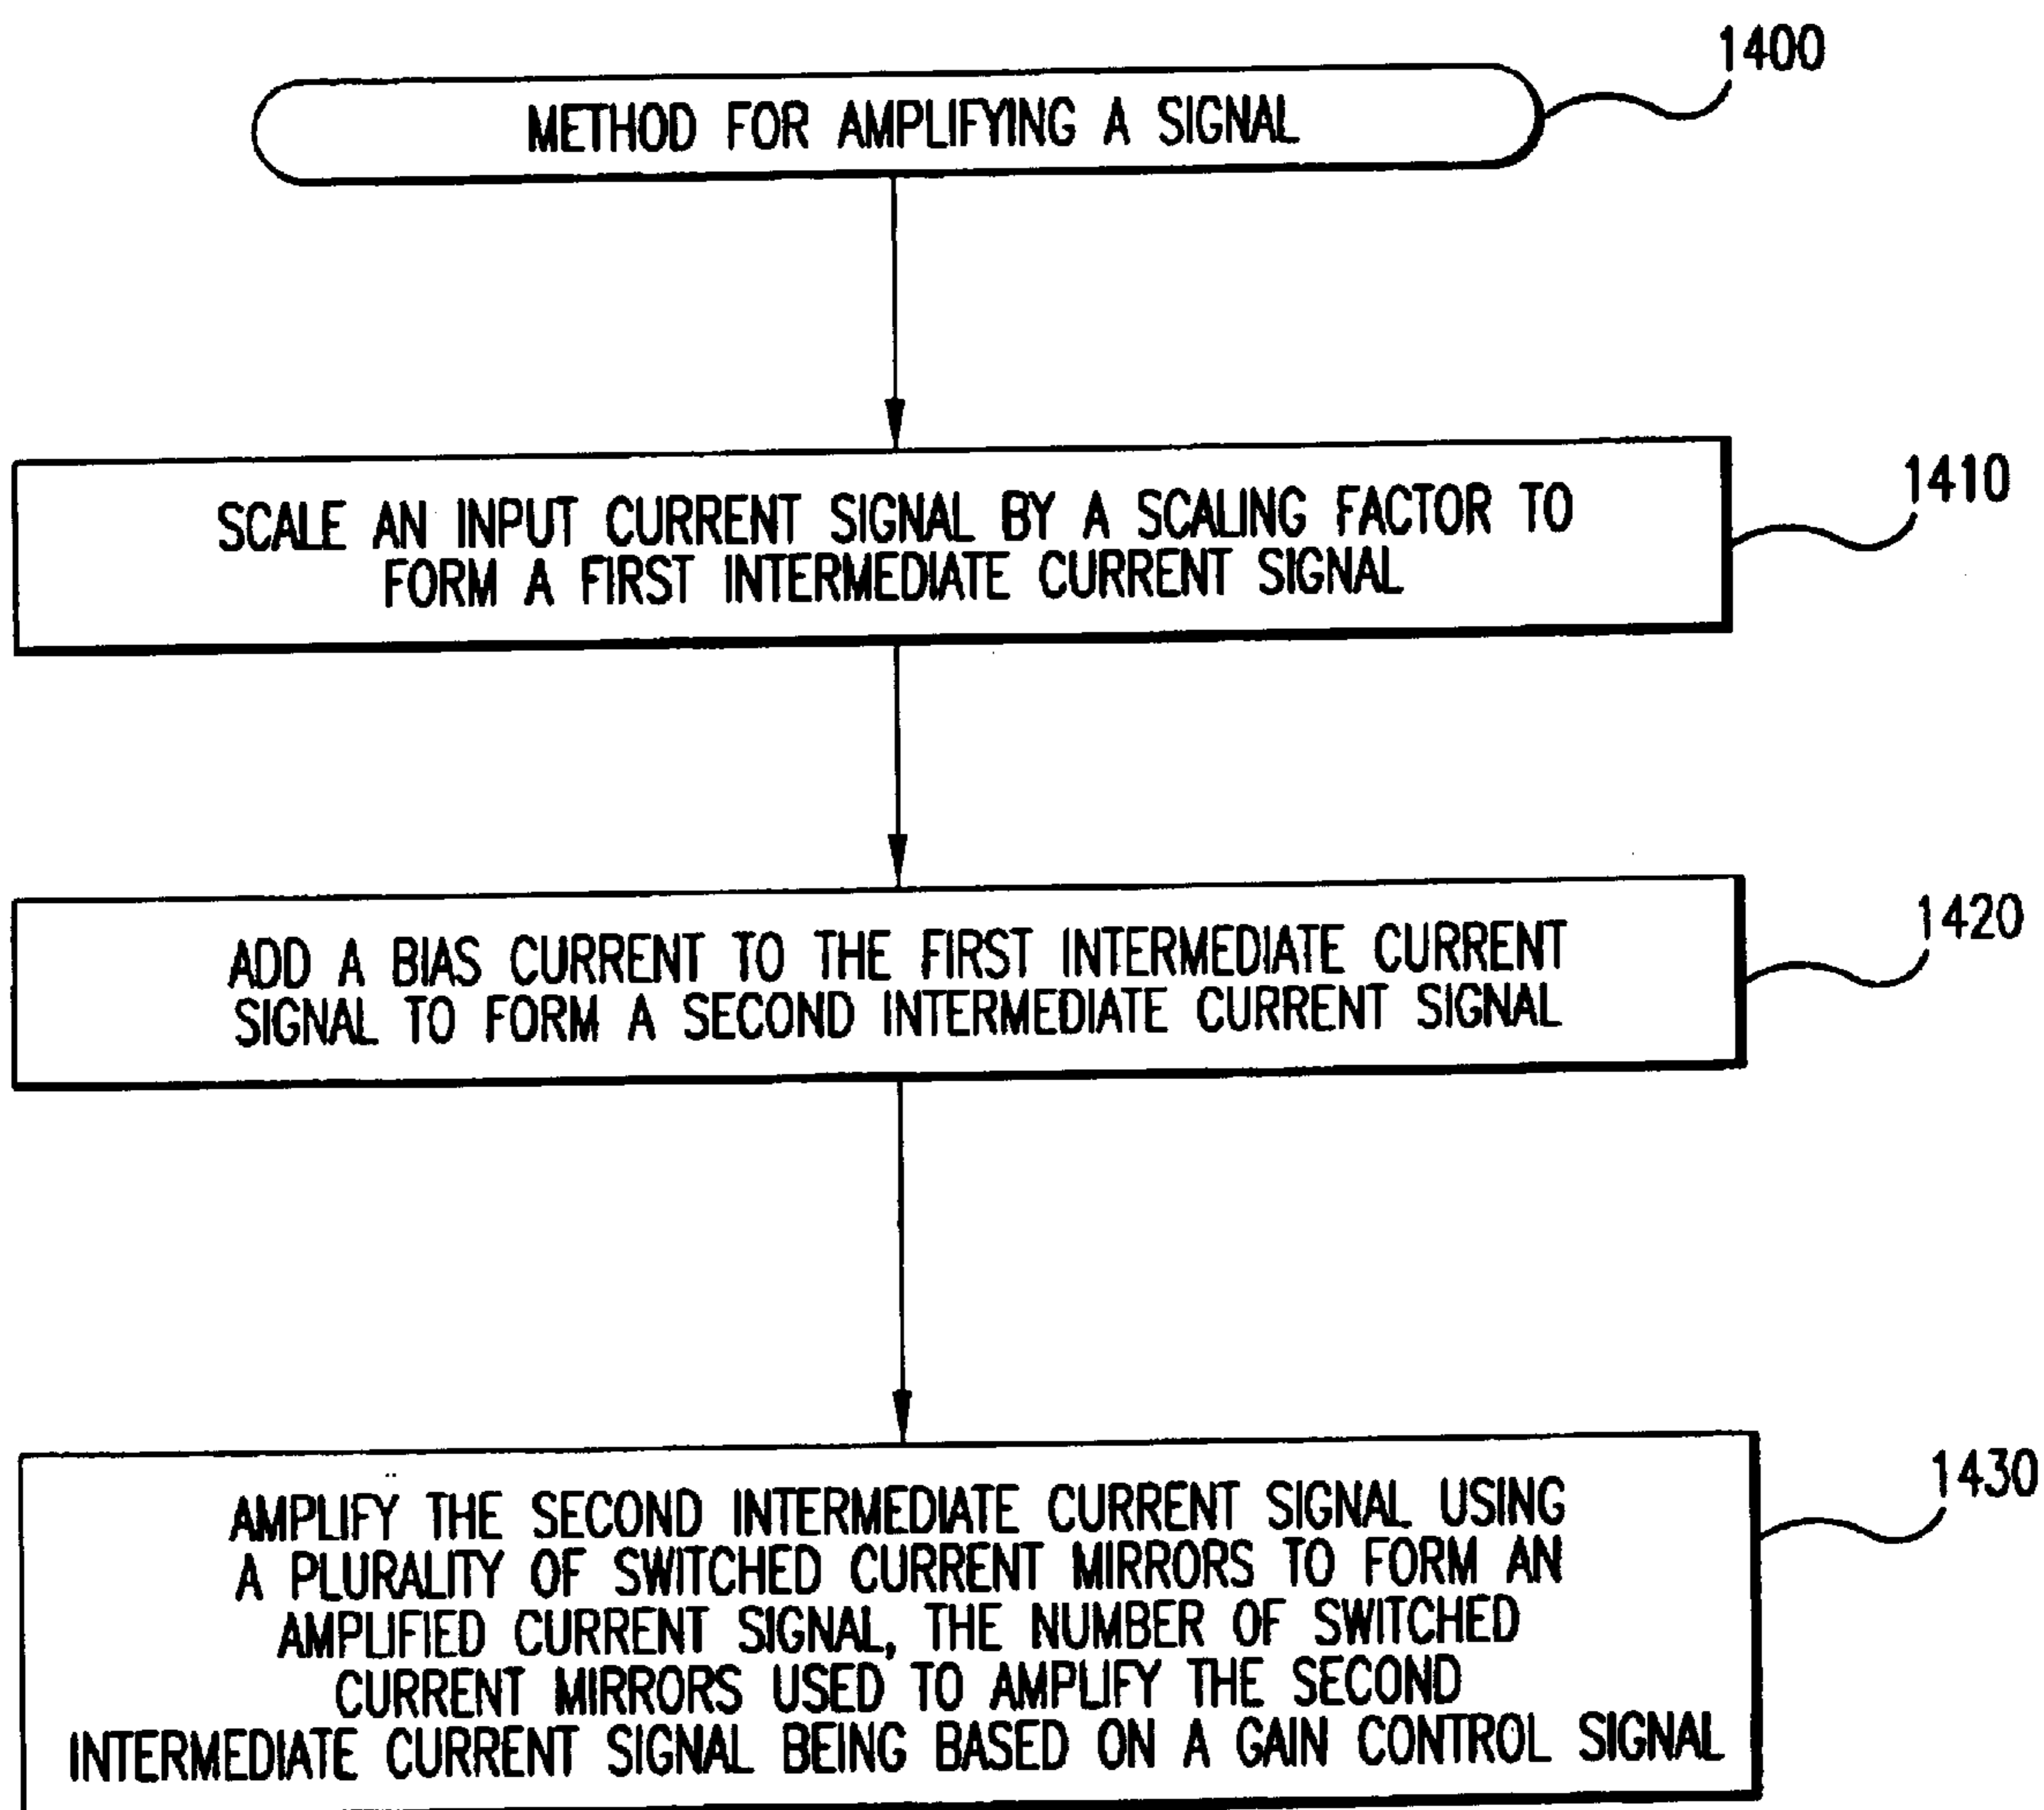 1400
METHOD FOR AMPLIFYING A SIGNAL
1410
SCALE AN INPUT CURRENT SIGNAL BY A SCALING FACTOR TO
FORM A FIRST INTERMEDIATE CURRENT SIGNAL
1420
ADD A BIAS CURRENT TO THE FIRST INTERMEDIATE CURRENT
SIGNAL TO FORM A SECOND INTERMEDIATE CURRENT SIGNAL
1430
AMPLIFY THE SECOND INTERMEDIATE CURRENT SIGNAL USING
A PLURALITY OF SWITCHED CURRENT MIRRORS TO FORM AN
AMPLIFIED CURRENT SIGNAL, THE NUMBER OF SWITCHED
CURRENT MIRRORS USED TO AMPLIFY THE SECOND
INTERMEDIATE CURRENT SIGNAL BEING BASED ON A GAIN CONTROL SIGNAL